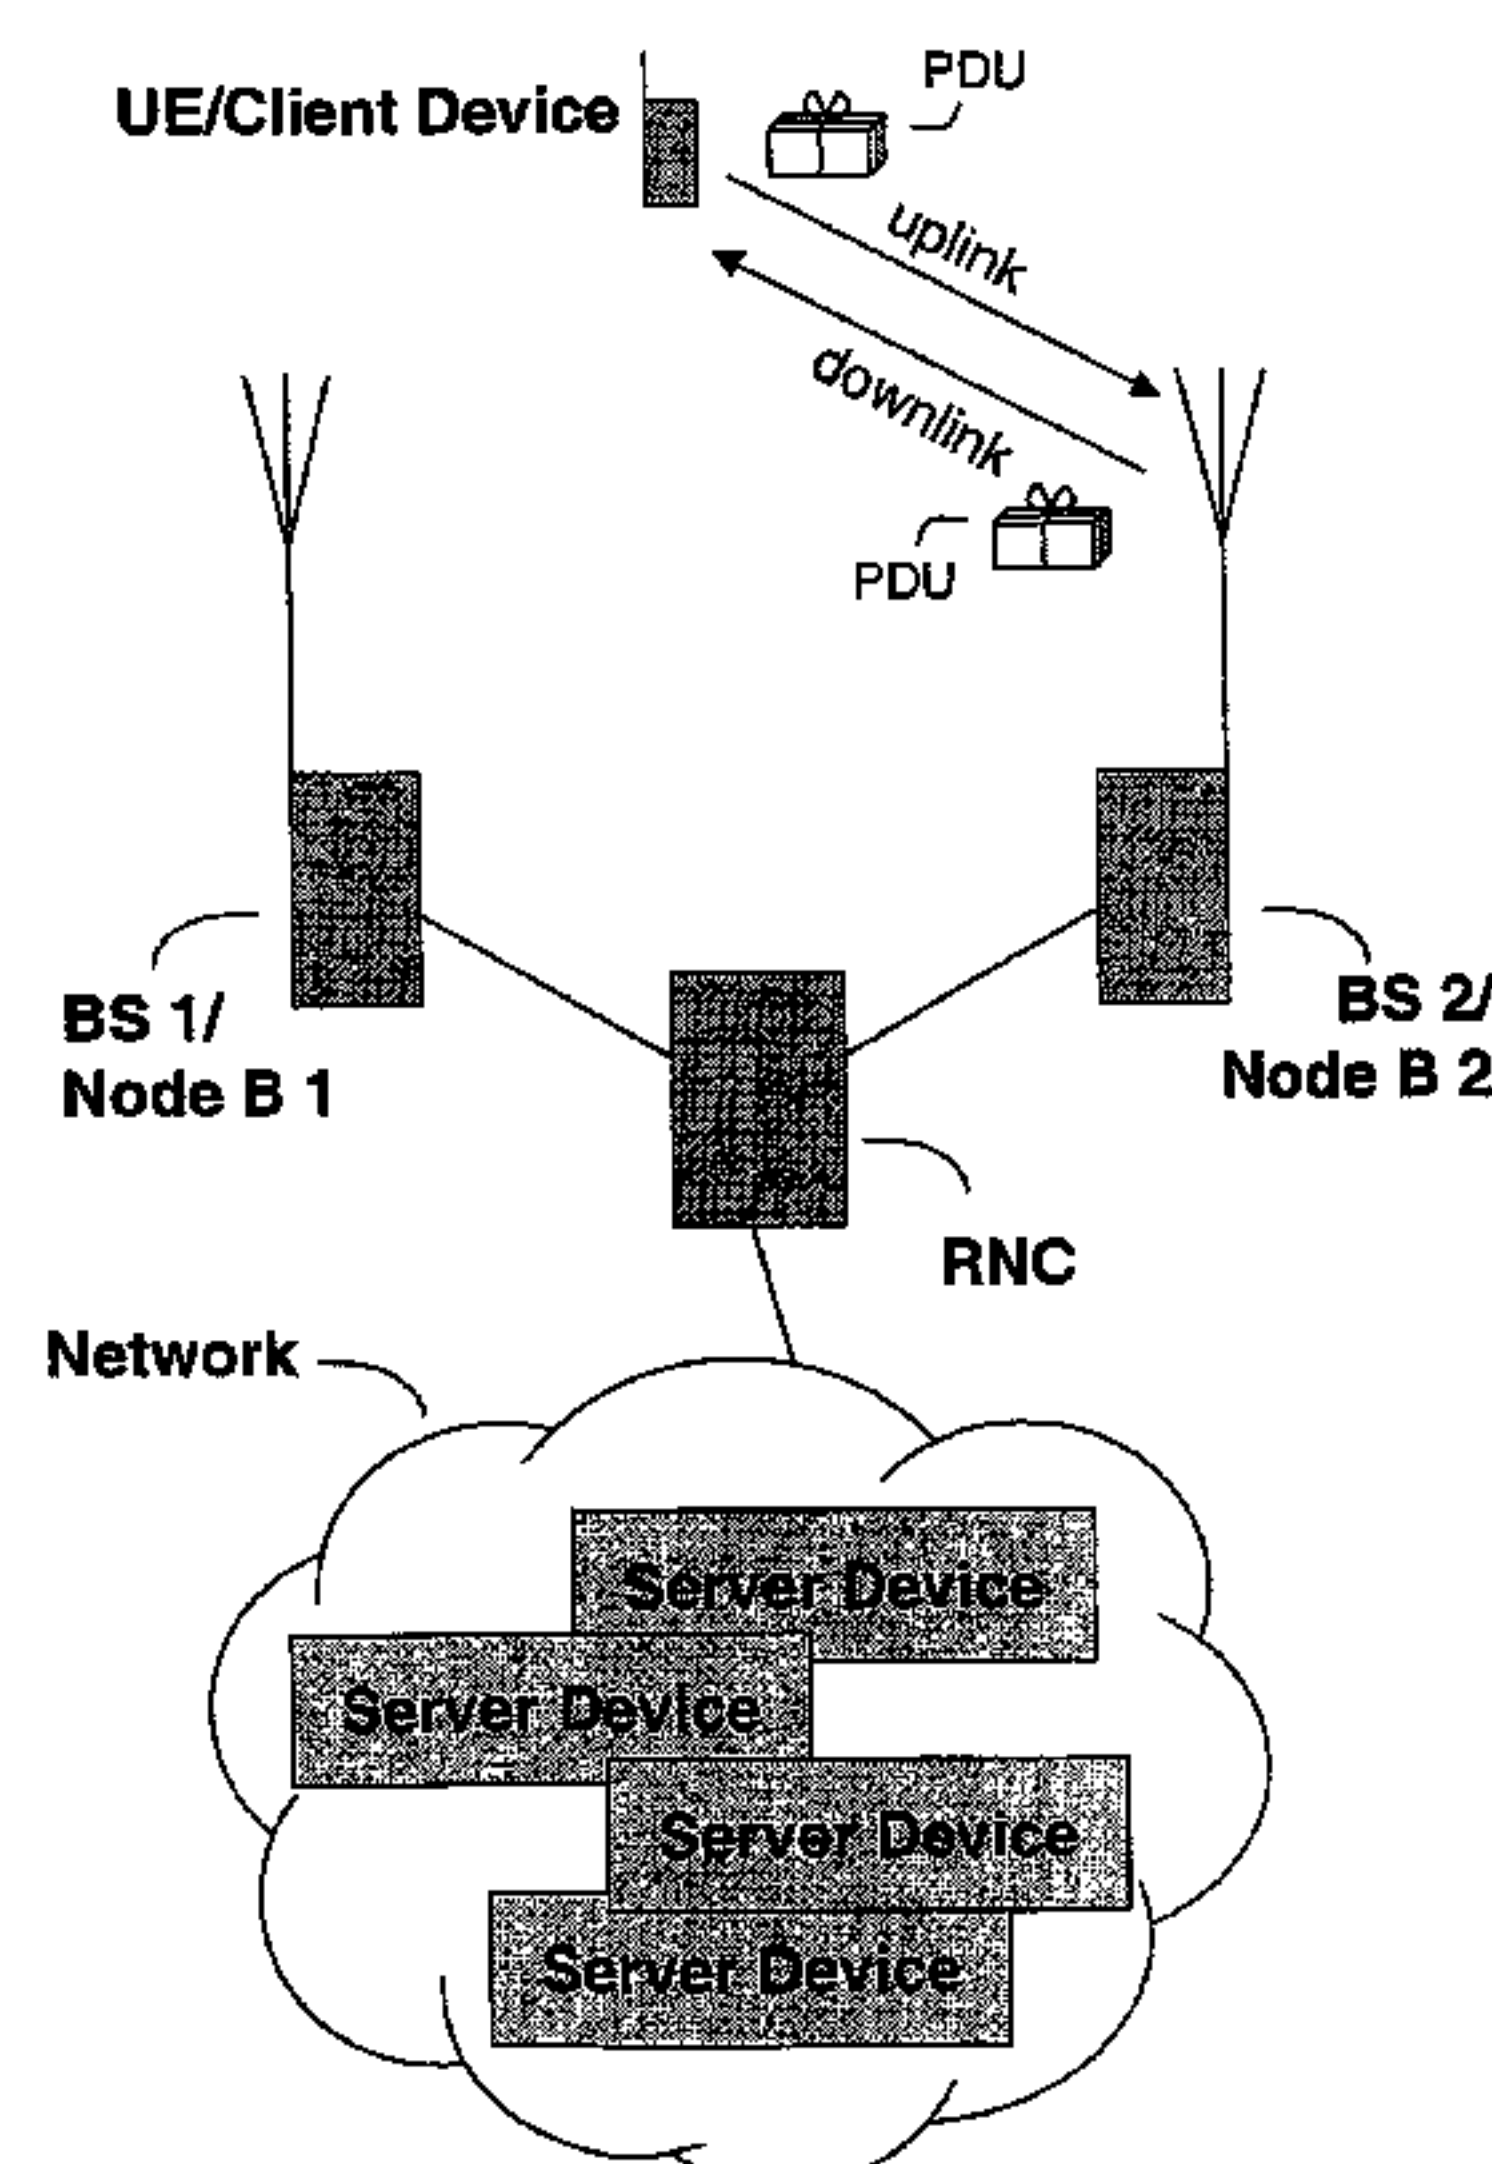 PDU
UE/Client Device
uplink
downlink
PDU
BS 1/
Node B 1
BS 2/
Node B 2
RNC
Network
Server Device
Server Device
Server Device
Server Device